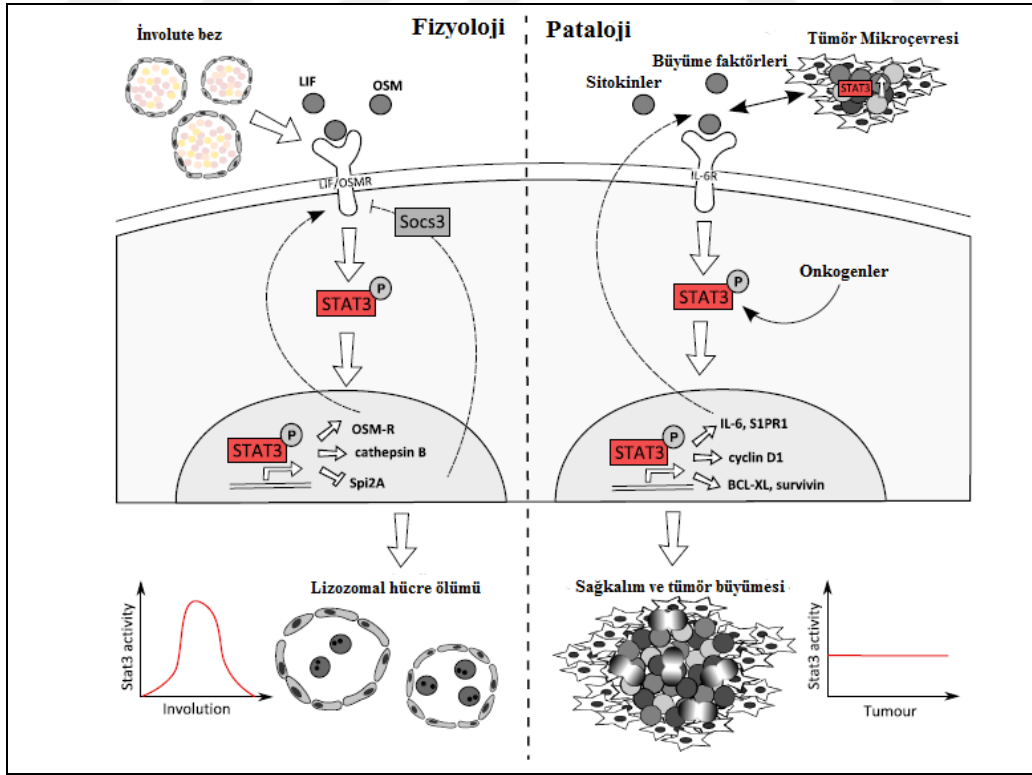 Fizyoloji
İnvolute bez
LIF
OSM
LIF/OSMR
Socs3
STAT3
P
STAT3
P
OSM-R
cathepsin B
Spi2A
Lizozomal hücre ölümü
Stat3 activity
Involution
Pataloji
Tümör Mikroçevresi
Büyüme faktörleri
Sitokinler
STAT3
IL-6R
Onkogenler
STAT3
P
STAT3
P
IL-6, S1PR1
cyclin D1
BCL-XL, survivin
Sağkalım ve tümör büyümesi
Stat3 activity
Tumour